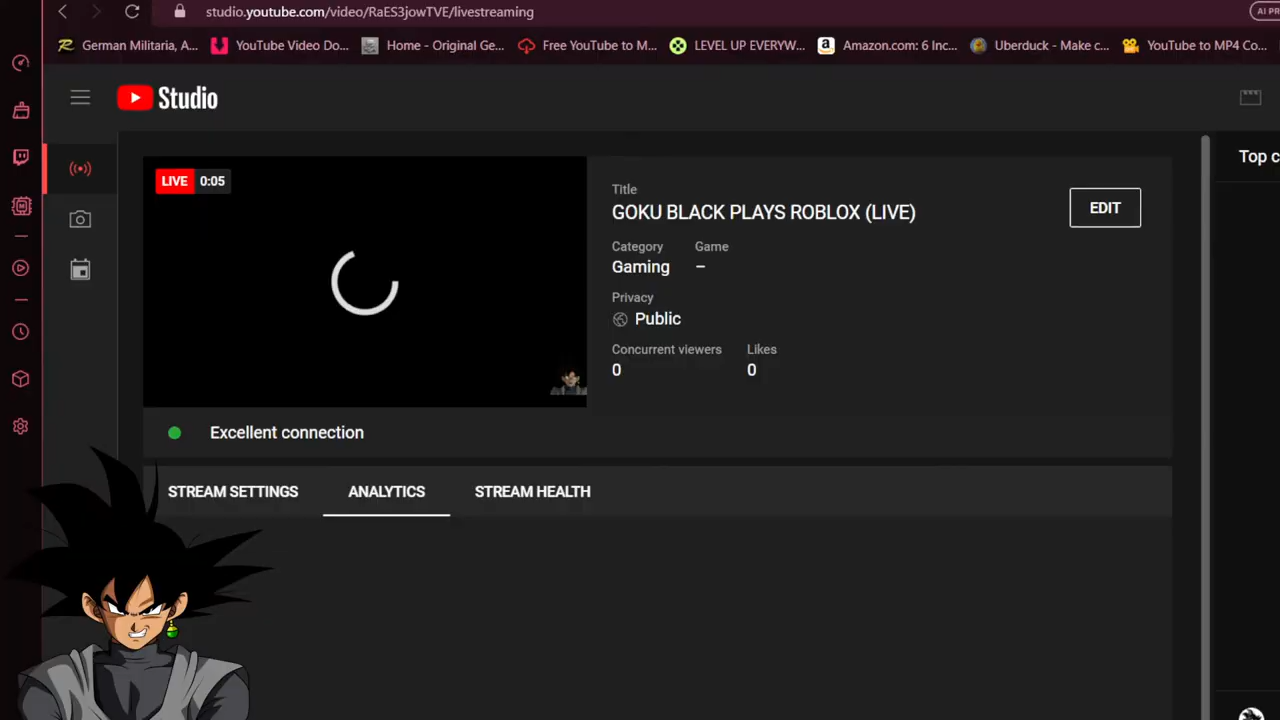 studio.youtube.com/video/RaES3jowTVE/livestreaming
AI PR
German Militaria, A... YouTube Video Do... Home - Original Ge... Free YouTube to M... LEVEL UP EVERYW... Amazon.com: 6 Inc... Uberduck - Make c... YouTube to MP4 Co...
Studio
Top c
LIVE 0:05
Title
GOKU BLACK PLAYS ROBLOX (LIVE)
EDIT
Category Game
Gaming –
Privacy
Public
Concurrent viewers Likes
0 0
Excellent connection
STREAM SETTINGS ANALYTICS STREAM HEALTH